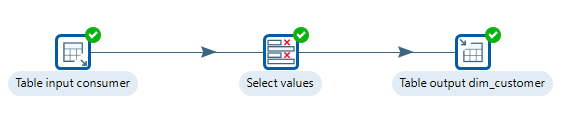 Table input consumer
Select values
Table output dim_customer